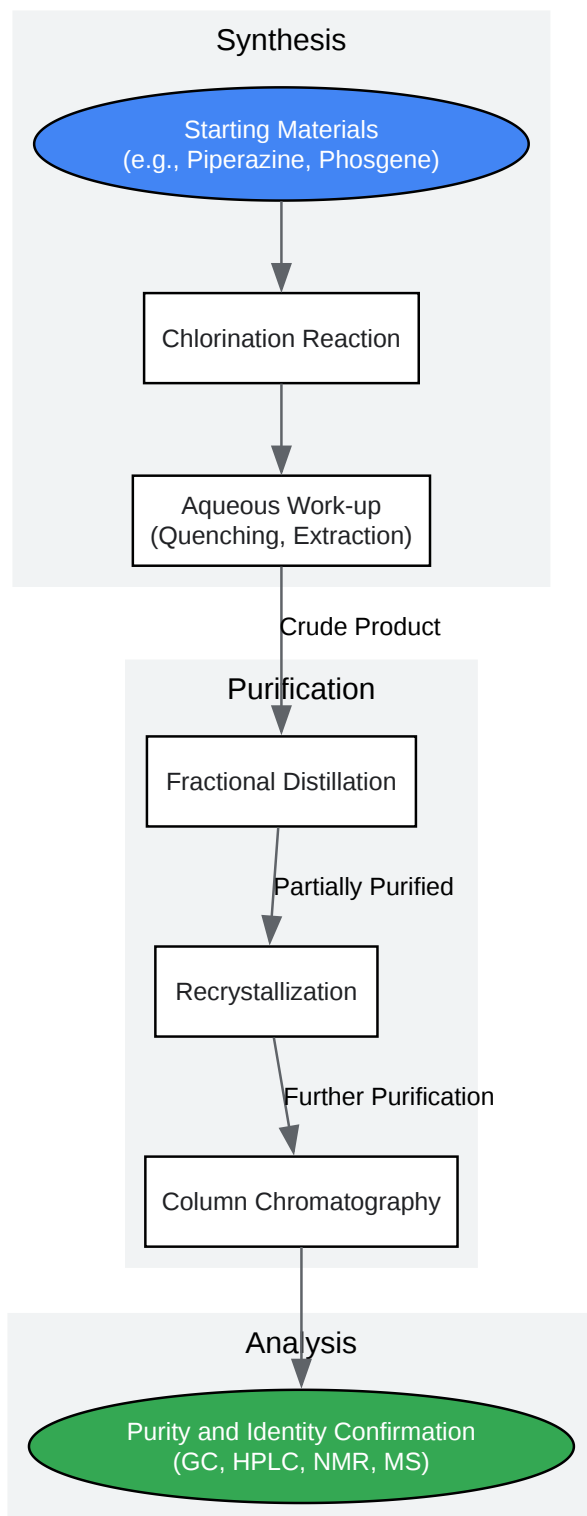 Synthesis
Starting Materials
(e.g., Piperazine, Phosgene)
Chlorination Reaction
Aqueous Work-up
(Quenching, Extraction)
Crude Product
Purification
Fractional Distillation
Partially Purified
Recrystallization
Further Purification
Column Chromatography
Analysis
Purity and Identity Confirmation
(GC, HPLC, NMR, MS)